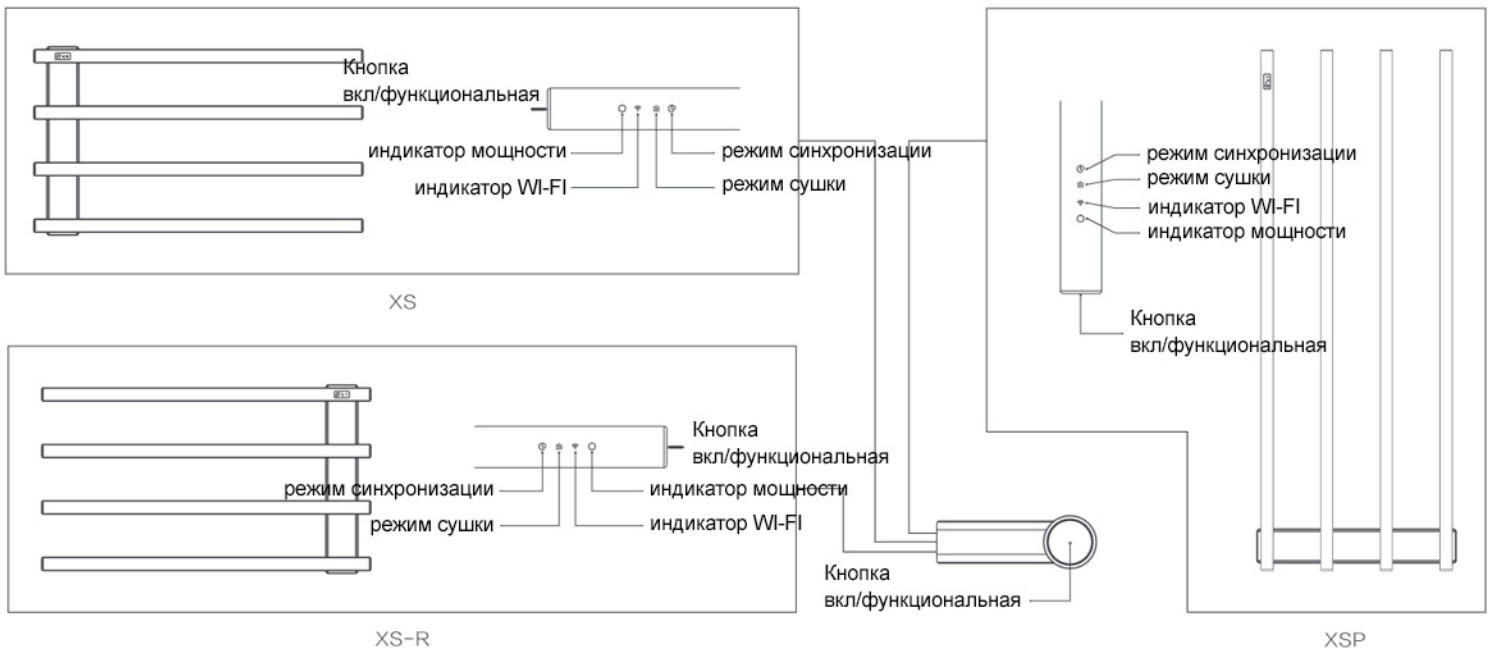 Кнопка
вкл/функциональная
индикатор мощности
режим синхронизации
индикатор WI-FI
режим сушки
XS
режим синхронизации
режим сушки
индикатор WI-FI
индикатор мощности
Кнопка
вкл/функциональная
Кнопка
вкл/функциональная
режим синхронизации
индикатор мощности
режим сушки
индикатор WI-FI
XS-R
Кнопка
вкл/функциональная
XSP